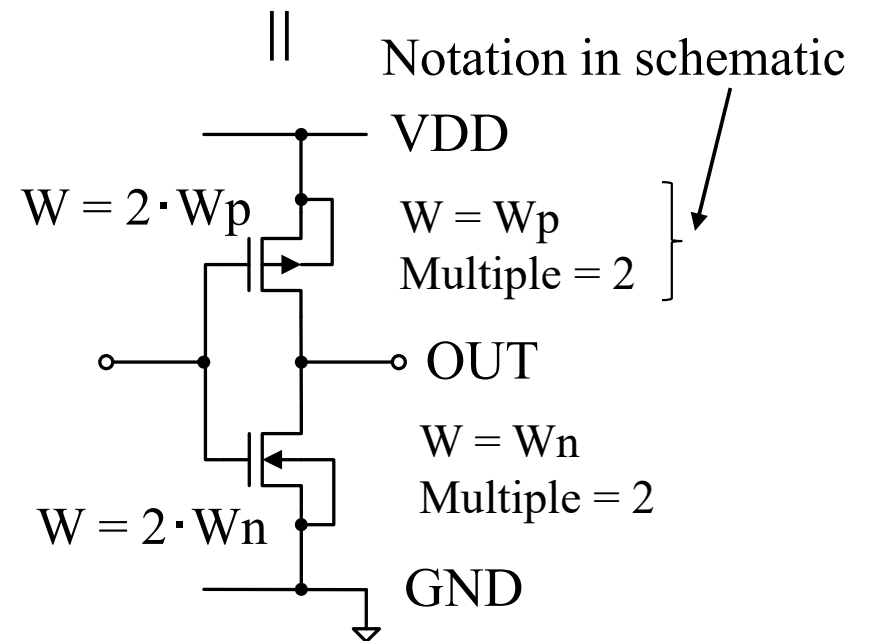 ||
Notation in schematic
VDD
W = 2·Wp
W = Wp
Multiple = 2
OUT
W = Wn
Multiple = 2
W = 2·Wn
GND